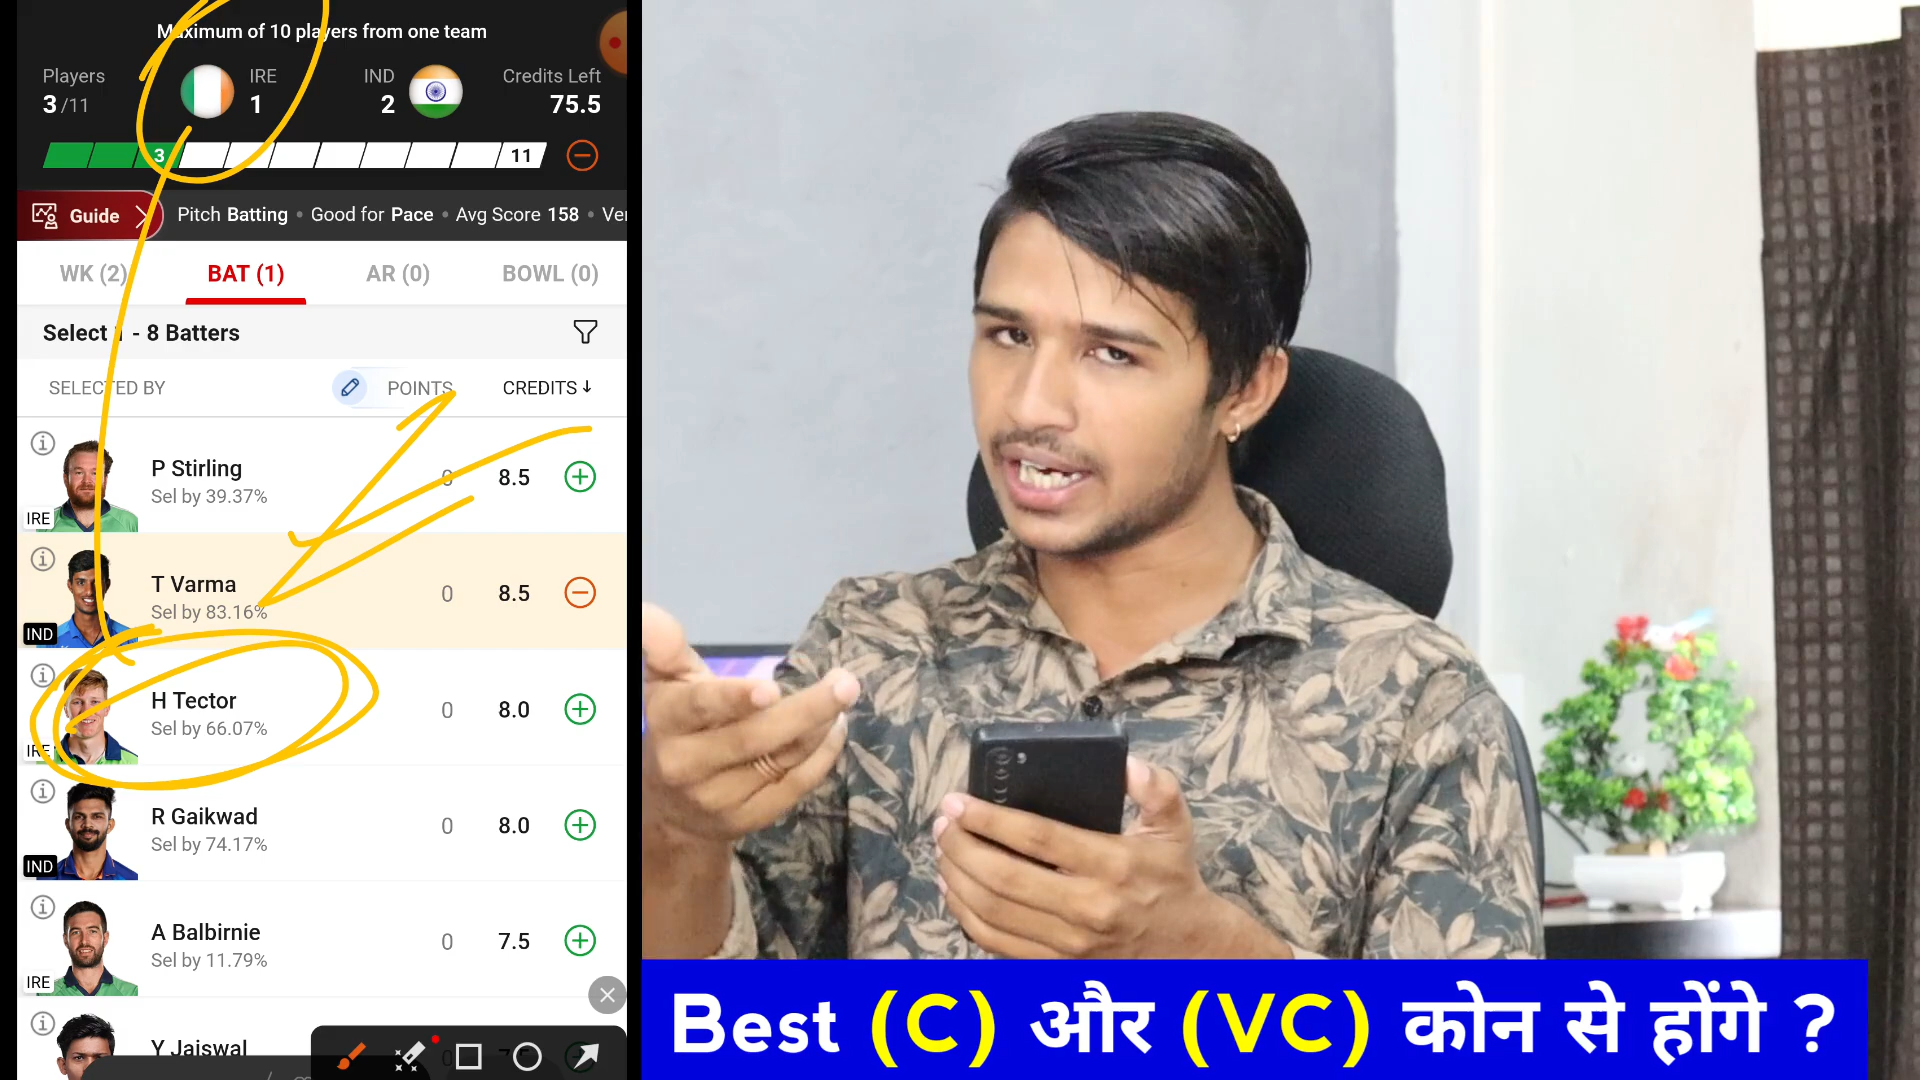 Maximum of 10 players from one team
Players
3 /11
IRE
1
IND
2
Credits Left
75.5
3
11
Guide
Pitch Batting • Good for Pace • Avg Score 158 •
WK (2)
BAT (1)
AR (0)
BOWL (0)
Select 1 - 8 Batters
SELECTED BY
POINTS
CREDITS↓
P Stirling
Sel by 39.37%
0
8.5
IRE
T Varma
Sel by 83.16%
0
8.5
IND
H Tector
Sel by 66.07%
0
8.0
IRE
R Gaikwad
Sel by 74.17%
0
8.0
IND
A Balbirnie
Sel by 11.79%
0
7.5
IRE
Y Jaiswal
Best (C) और (VC) कोन से होंगे ?